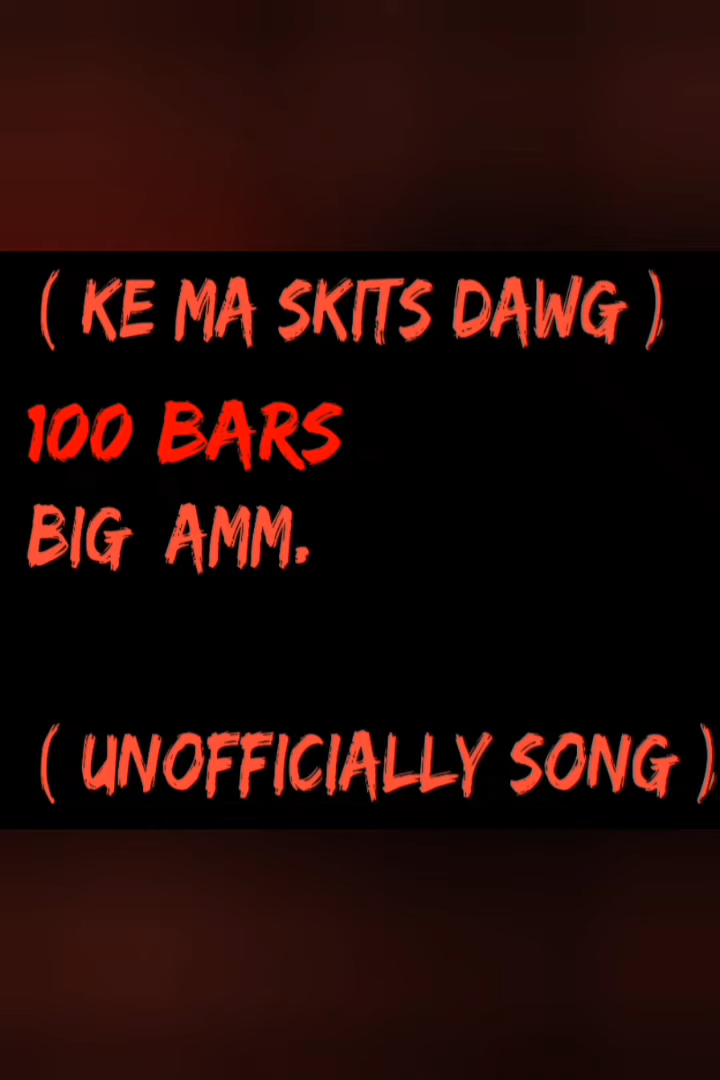 ( KE MA SKITS DAWG )
100 BARS
BIG AMM.
( UNOFFICIALLY SONG )